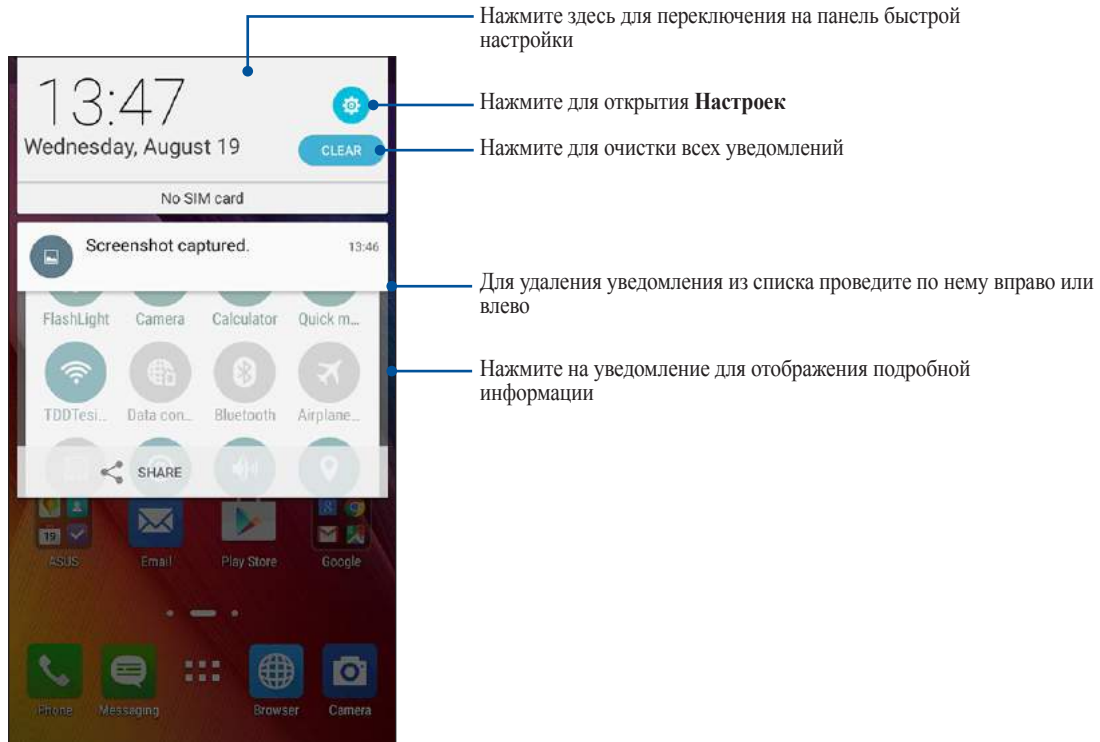 Нажмите здесь для переключения на панель быстрой
настройки
13:47
Нажмите для открытия Настроек
Wednesday, August 19
CLEAR
Нажмите для очистки всех уведомлений
No SIM card
Screenshot captured.
13:46
Для удаления уведомления из списка проведите по нему вправо или
влево
FlashLight Camera Calculator Quick m...
Нажмите на уведомление для отображения подробной
информации
TDDTesi... Data con... Bluetooth Airplane...
SHARE
19
ASUS Email Play Store Google
Phone Messaging Browser Camera